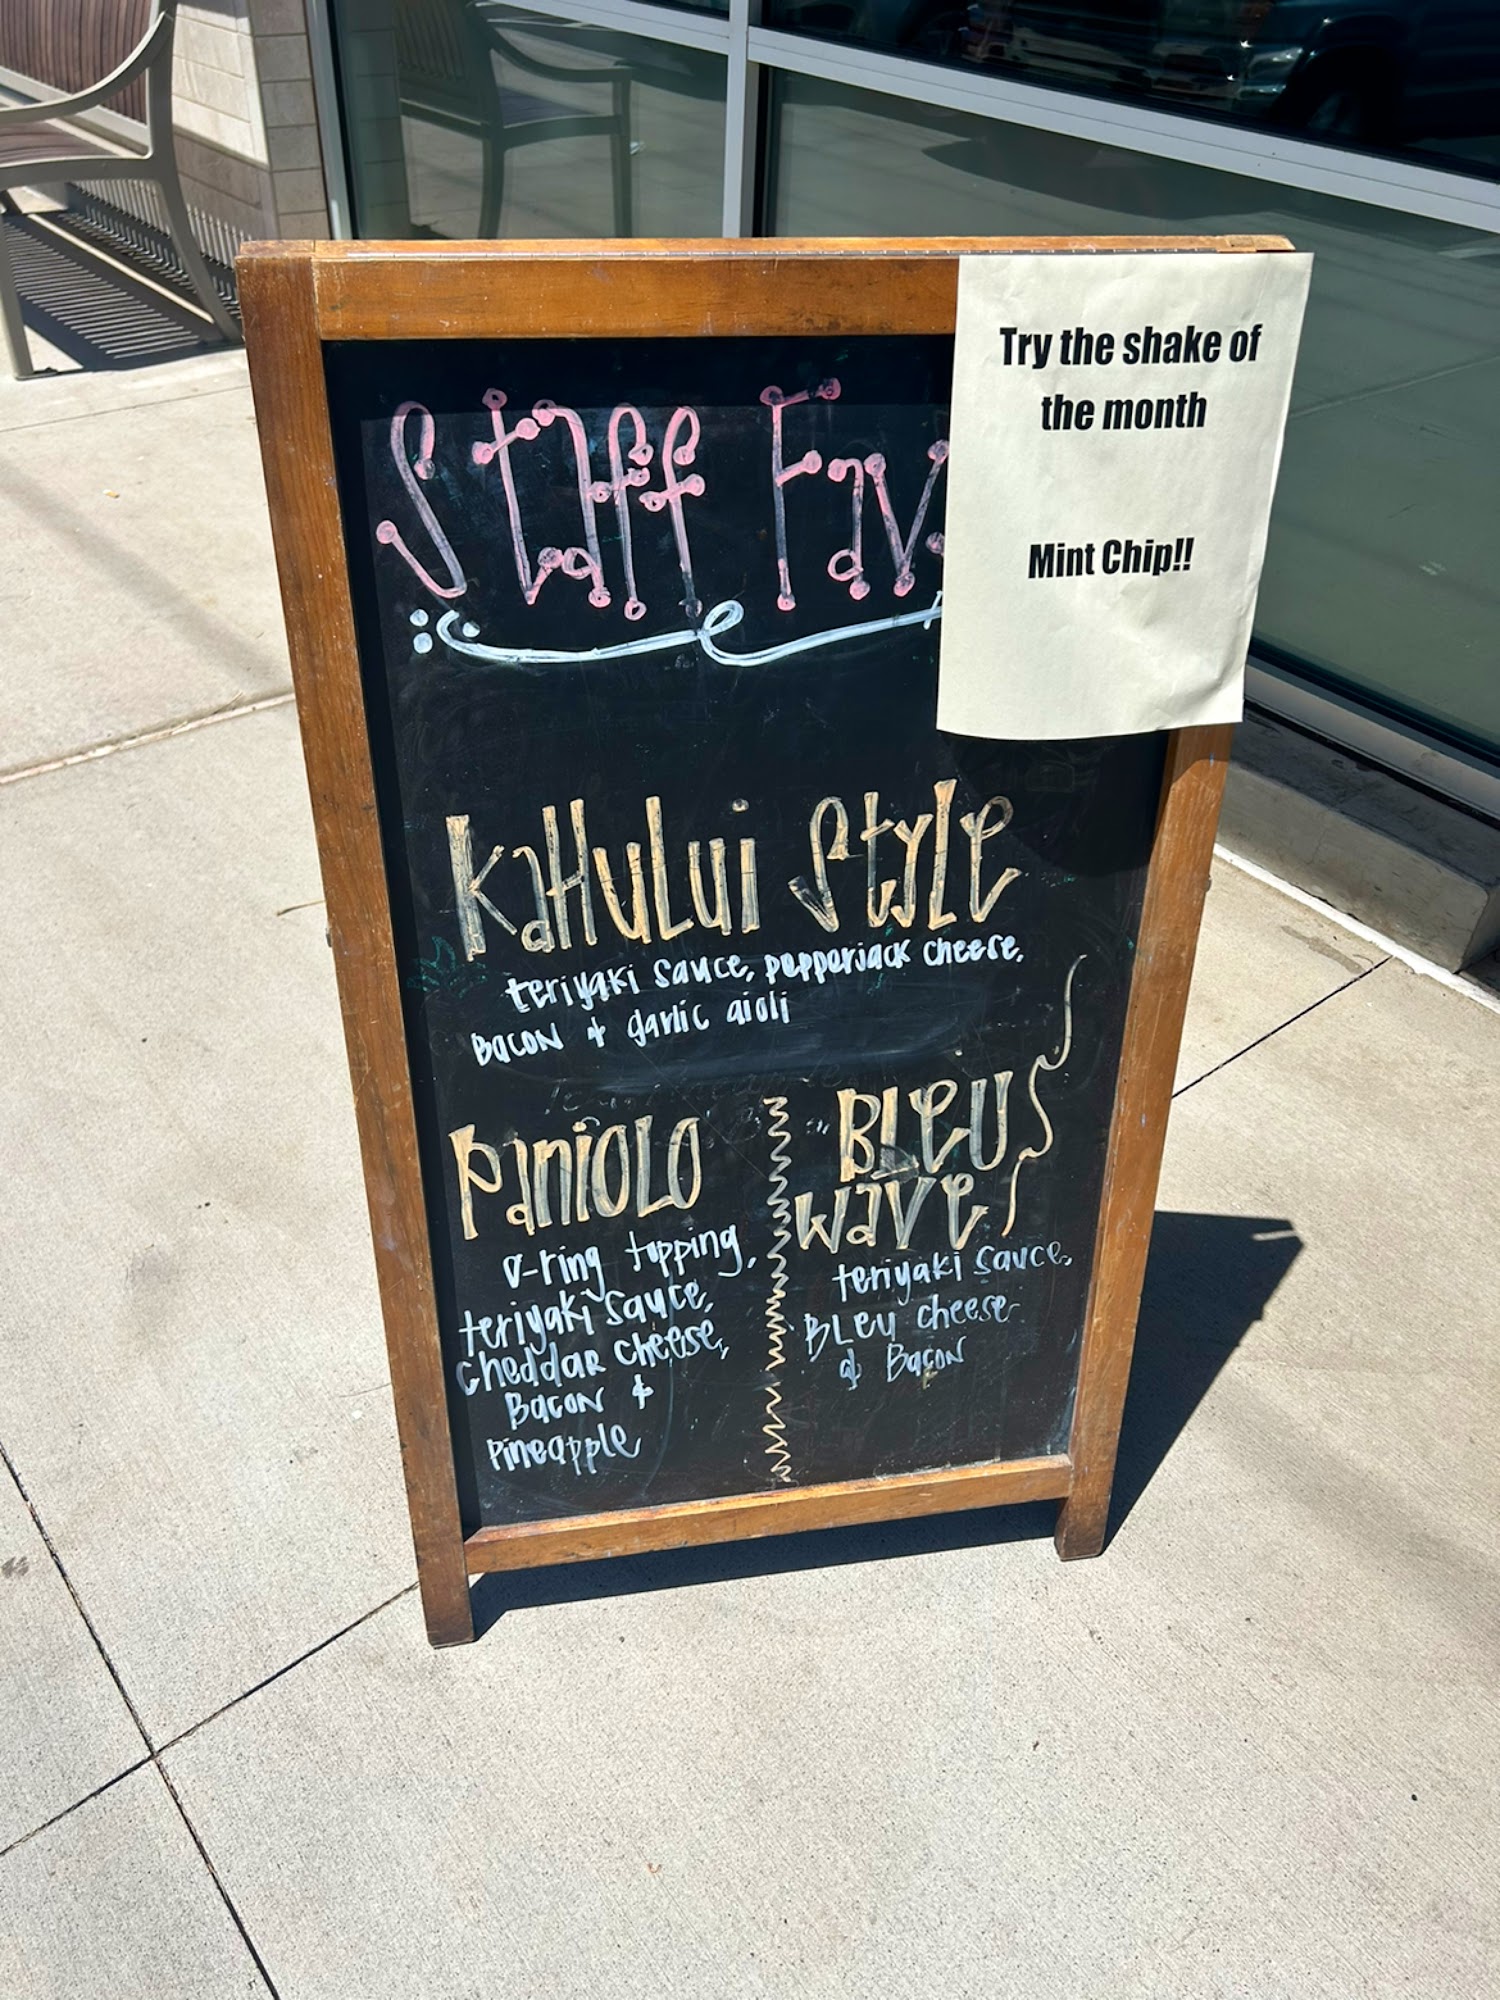 Staff Fav
Try the shake of
the month
Mint Chip!!
Kahului Style
teriyaki sauce, pepperjack cheese,
Bacon & garlic aioli
Paniolo
O-ring topping,
teriyaki sauce,
cheddar cheese,
Bacon &
pineapple
Bleu
Wave
teriyaki sauce,
Bleu cheese
& Bacon